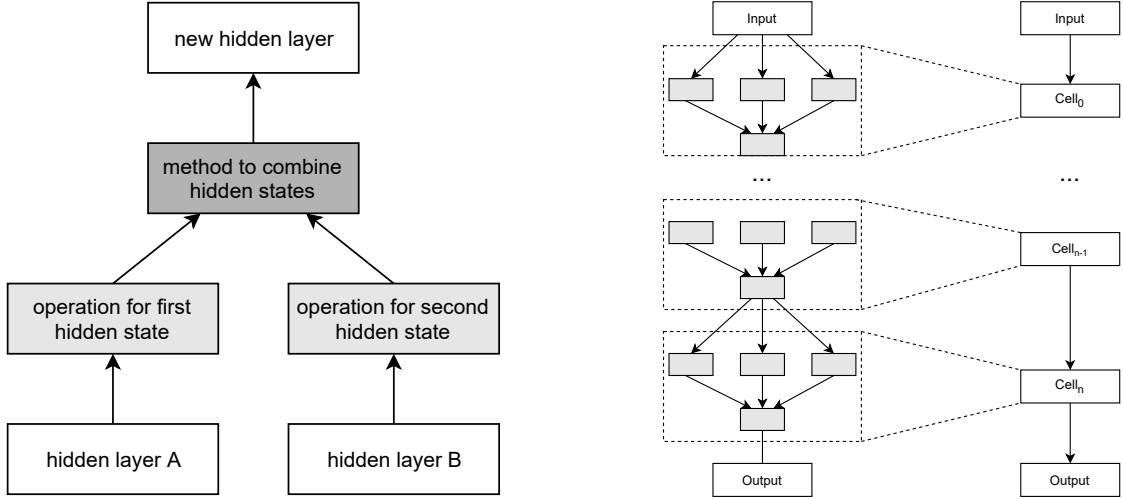 new hidden layer
method to combine
hidden states
operation for first
hidden state
operation for second
hidden state
hidden layer A
hidden layer B
Input
...
Output
Input
Cell0
...
Celln-1
Celln
Output